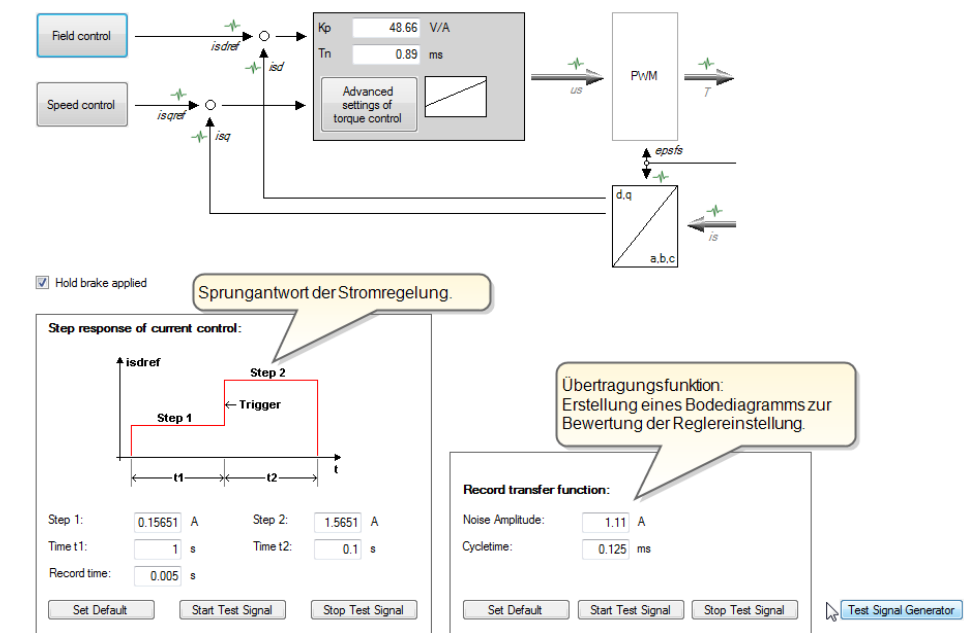 Field control
isdref
isd
Kp 48.66 V/A
Tn 0.89 ms
Advanced
settings of
torque control
us
PWM
T
Speed control
isqref
isq
epsfs
d,q
a,b,c
is
Hold brake applied
Sprungantwort der Stromregelung.
Step response of current control:
isdref
Step 2
Trigger
Step 1
t
t1
t2
Step 1: 0.15651 A Step 2: 1.5651 A
Time t1: 1 s Time t2: 0.1 s
Record time: 0.005 s
Set Default Start Test Signal Stop Test Signal
Übertragungsfunktion:
Erstellung eines Bodediagramms zur
Bewertung der Reglereinstellung.
Record transfer function:
Noise Amplitude: 1.11 A
Cycletime: 0.125 ms
Set Default Start Test Signal Stop Test Signal
Test Signal Generator